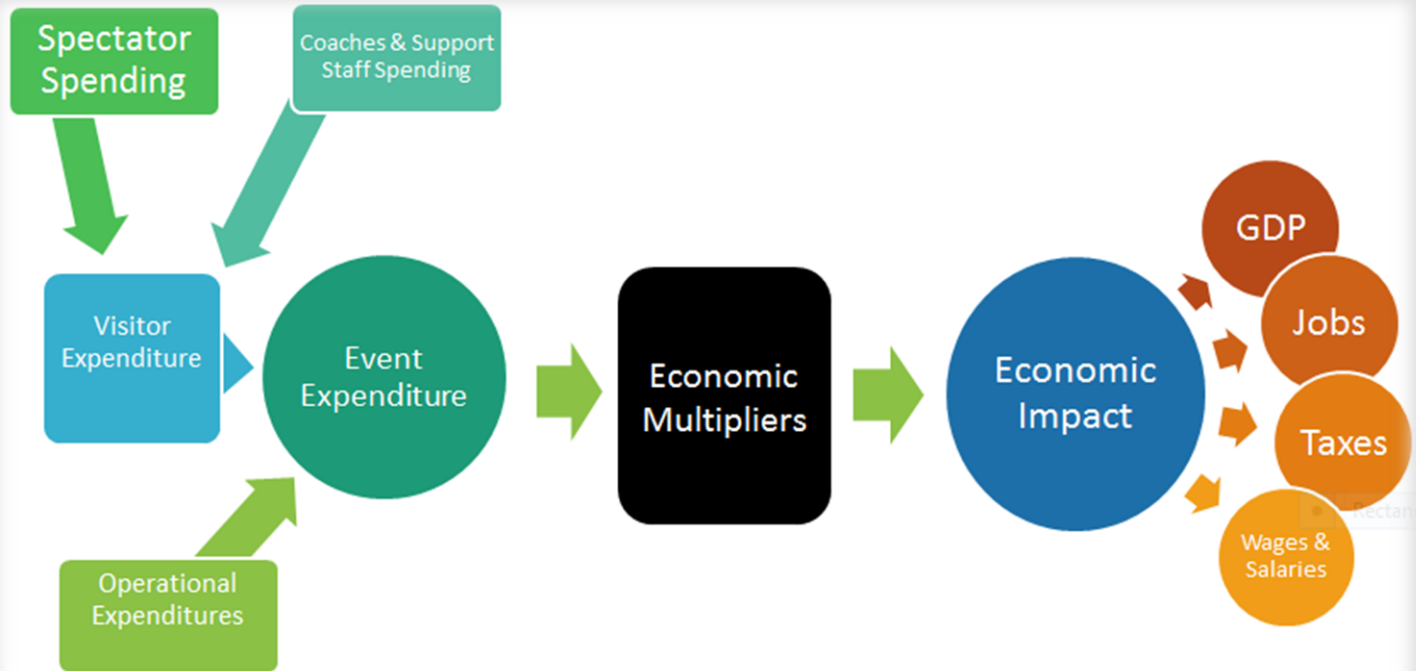 Spectator
Spending
Coaches & Support
Staff Spending
Visitor
Expenditure
Event
Expenditure
Operational
Expenditures
Economic
Multipliers
Economic
Impact
GDP
Jobs
Taxes
Wages &
Salaries